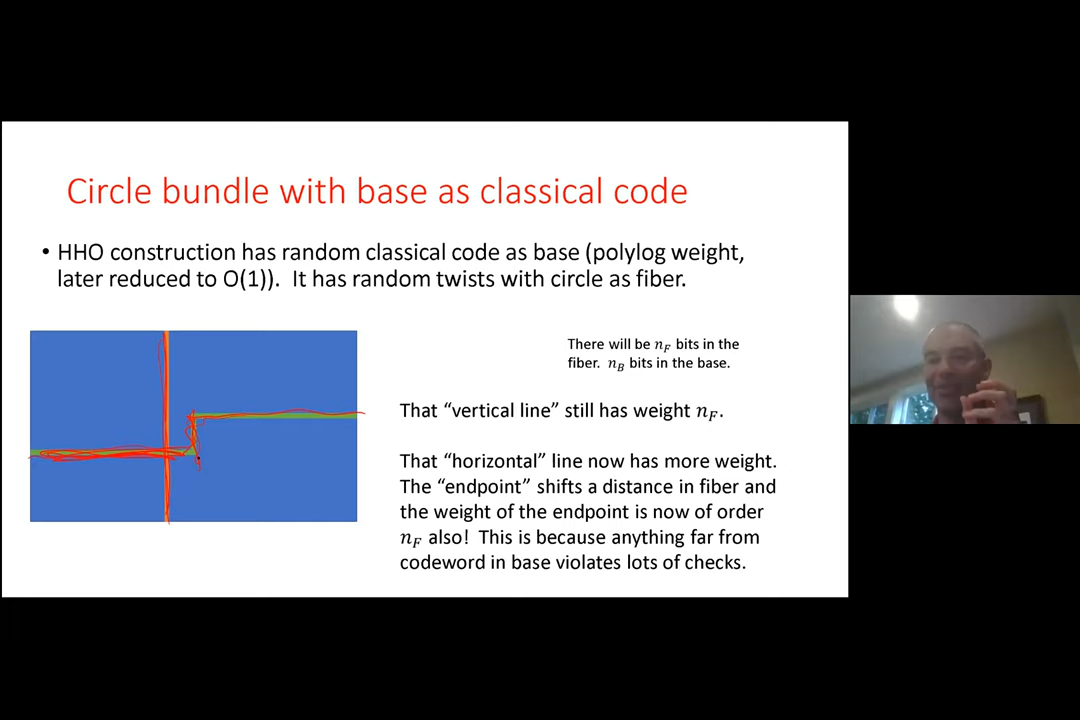 Circle bundle with base as classical code
• HHO construction has random classical code as base (polylog weight,
later reduced to O(1)). It has random twists with circle as fiber.
There will be n_F bits in the
fiber. n_B bits in the base.
That “vertical line” still has weight n_F.
That “horizontal” line now has more weight.
The “endpoint” shifts a distance in fiber and
the weight of the endpoint is now of order
n_F also! This is because anything far from
codeword in base violates lots of checks.